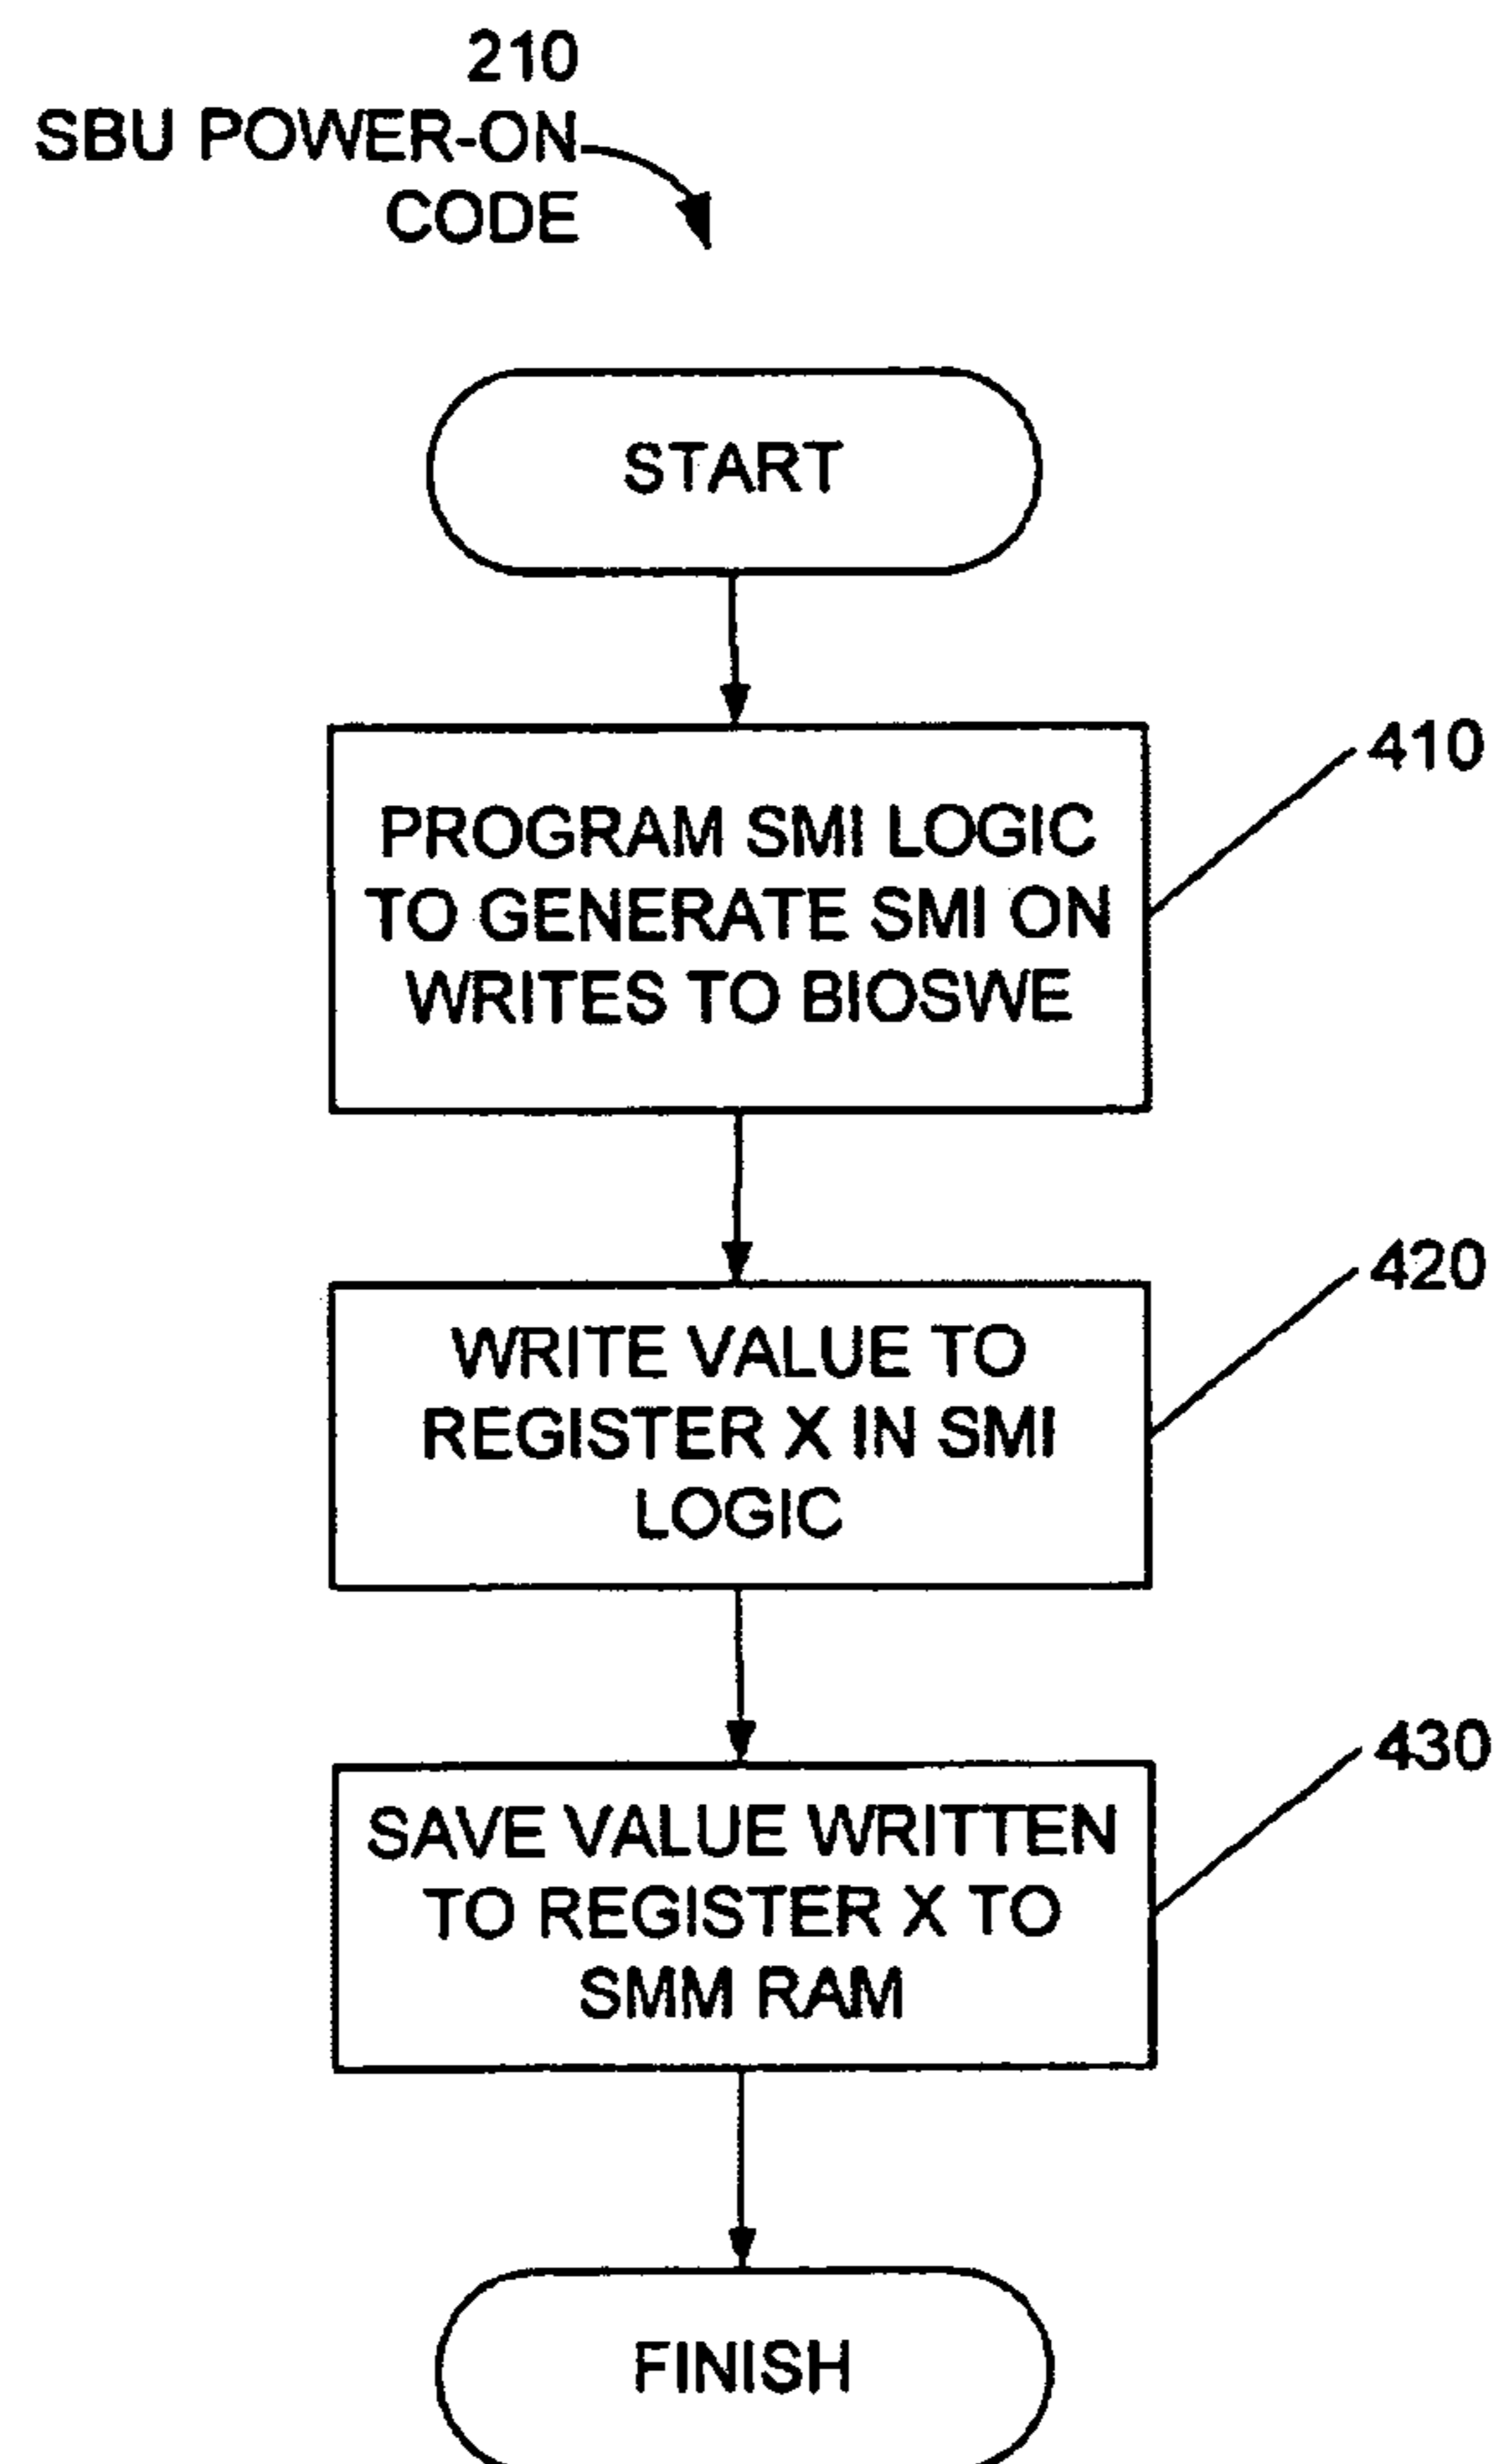 210
SBU POWER-ON
CODE
START
410
PROGRAM SMI LOGIC
TO GENERATE SMI ON
WRITES TO BIOSWE
420
WRITE VALUE TO
REGISTER X IN SMI
LOGIC
430
SAVE VALUE WRITTEN
TO REGISTER X TO
SMM RAM
FINISH